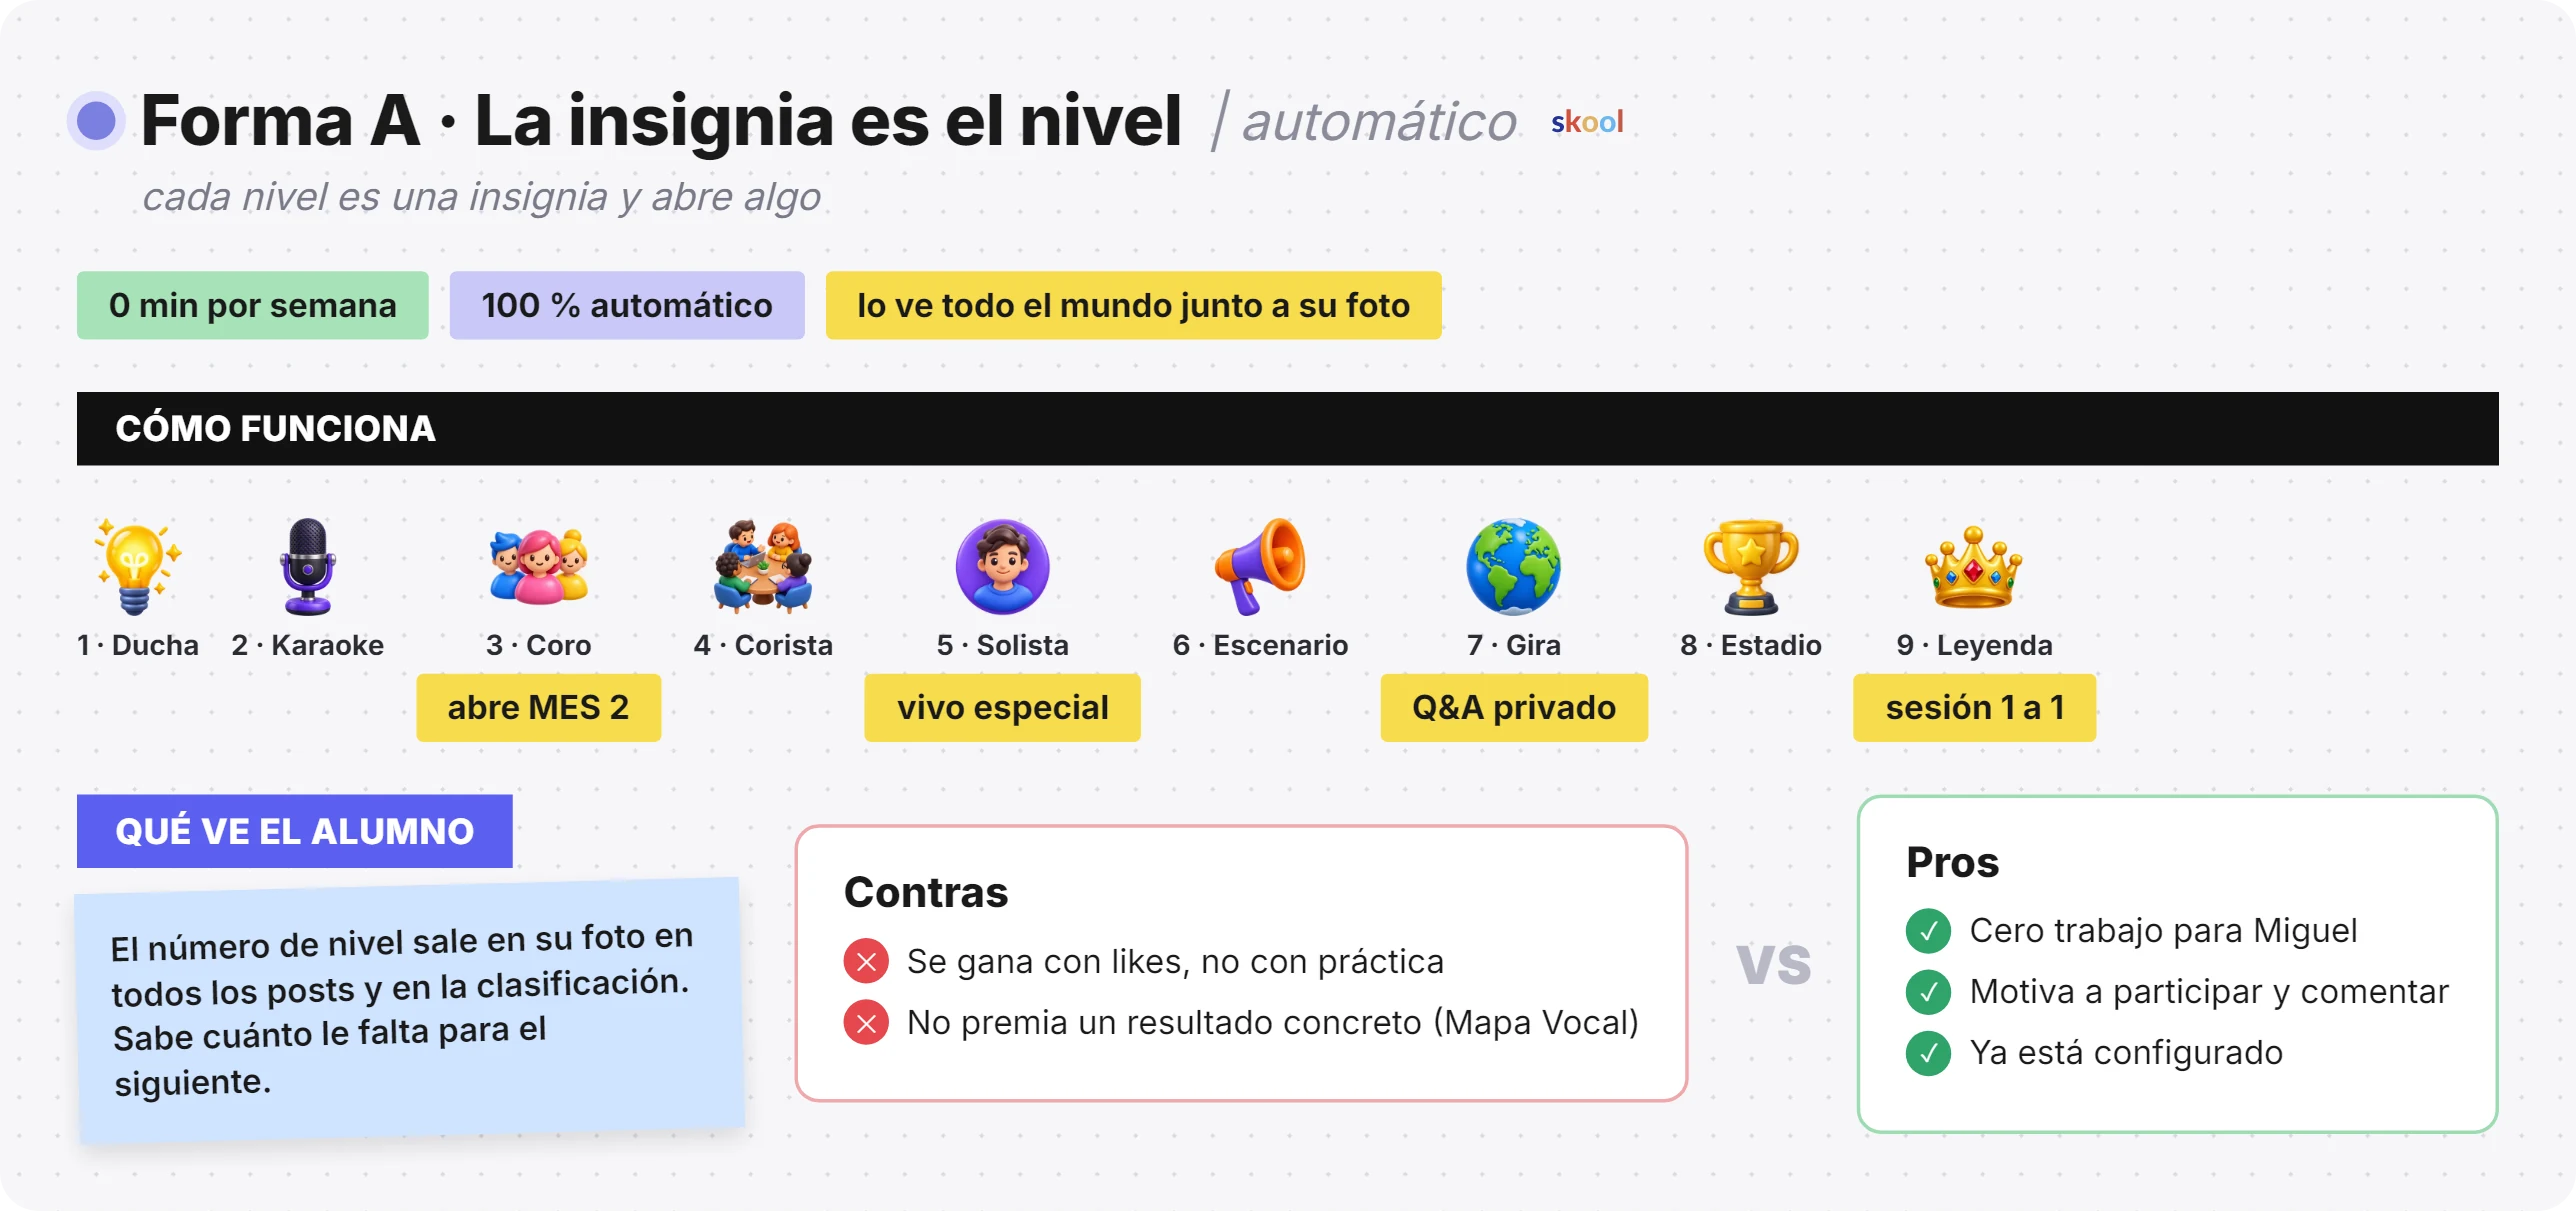 Forma A · La insignia es el nivel | automático skool
cada nivel es una insignia y abre algo
0 min por semana
100 % automático
lo ve todo el mundo junto a su foto
CÓMO FUNCIONA
1 · Ducha
2 · Karaoke
3 · Coro
abre MES 2
4 · Corista
5 · Solista
vivo especial
6 · Escenario
7 · Gira
Q&A privado
8 · Estadio
9 · Leyenda
sesión 1 a 1
QUÉ VE EL ALUMNO
El número de nivel sale en su foto en
todos los posts y en la clasificación.
Sabe cuánto le falta para el
siguiente.
Contras
Se gana con likes, no con práctica
No premia un resultado concreto (Mapa Vocal)
vs
Pros
Cero trabajo para Miguel
Motiva a participar y comentar
Ya está configurado